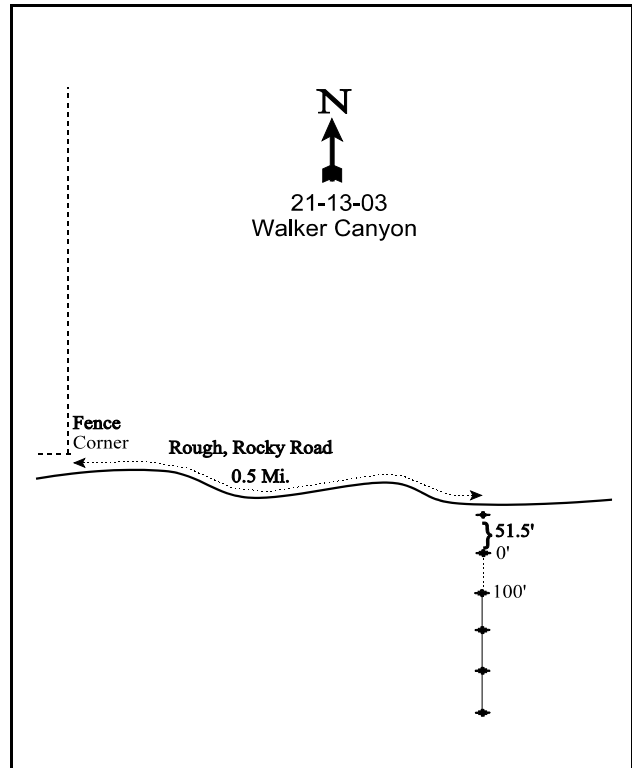 N
21-13-03
Walker Canyon
Fence
Corner
Rough, Rocky Road
0.5 Mi.
51.5'
0'
100'